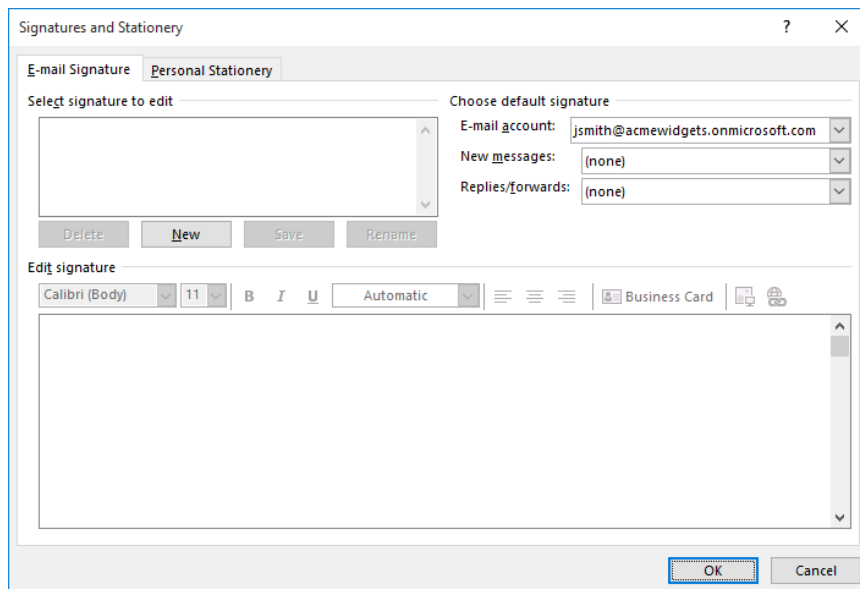 Signatures and Stationery
E-mail Signature Personal Stationery
Select signature to edit
Choose default signature
E-mail account: jsmith@acmewidgets.onmicrosoft.com
New messages: (none)
Replies/forwards: (none)
Delete New Save Rename
Edit signature
Calibri (Body) 11 B I U Automatic Business Card
OK Cancel